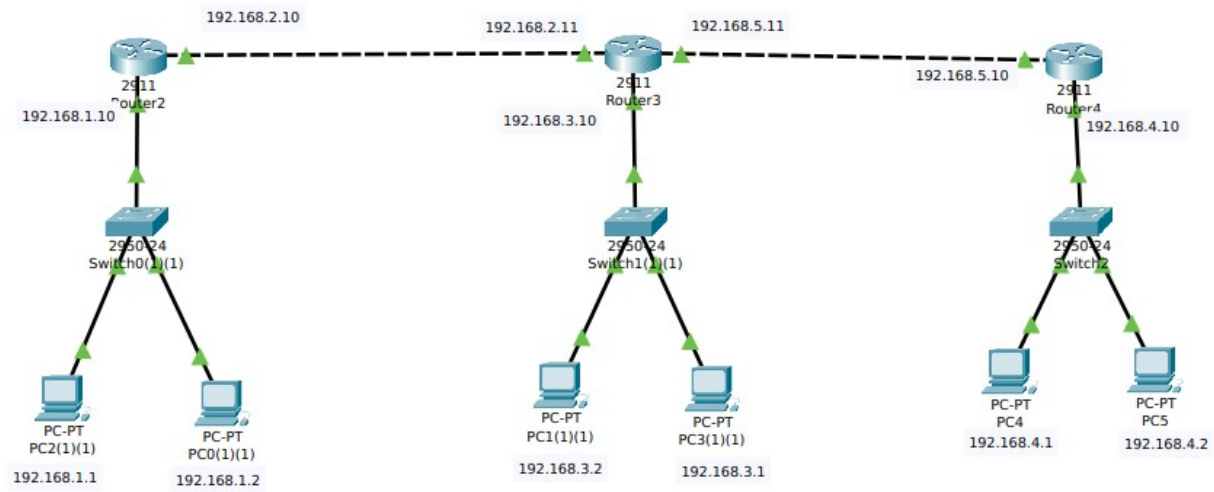 192.168.2.10
192.168.2.11
192.168.5.11
2911
Router2
2911
Router3
192.168.5.10
2911
Router4
192.168.1.10
192.168.3.10
192.168.4.10
2950-24
Switch0(1)(1)
2950-24
Switch1(1)(1)
2950-24
Switch2
PC-PT
PC2(1)(1)
192.168.1.1
PC-PT
PC0(1)(1)
192.168.1.2
PC-PT
PC1(1)(1)
192.168.3.2
PC-PT
PC3(1)(1)
192.168.3.1
PC-PT
PC4
192.168.4.1
PC-PT
PC5
192.168.4.2